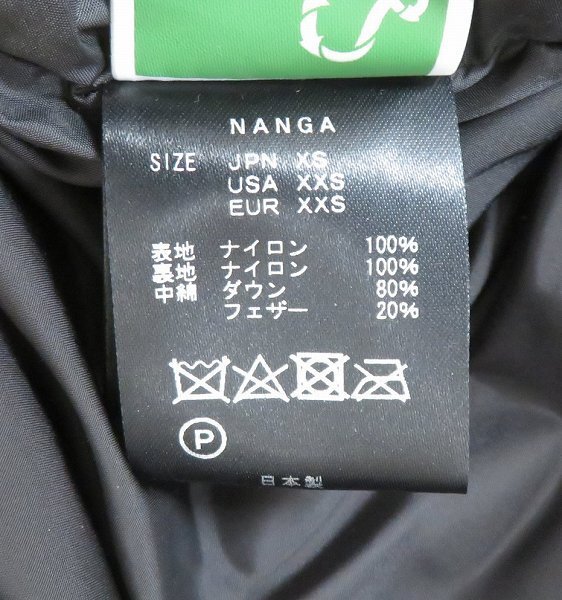 NANGA
SIZE JPN XS
USA XXS
EUR XXS
表地 ナイロン 100%
裏地 ナイロン 100%
中綿 ダウン 80%
フェザー 20%
P
日本製